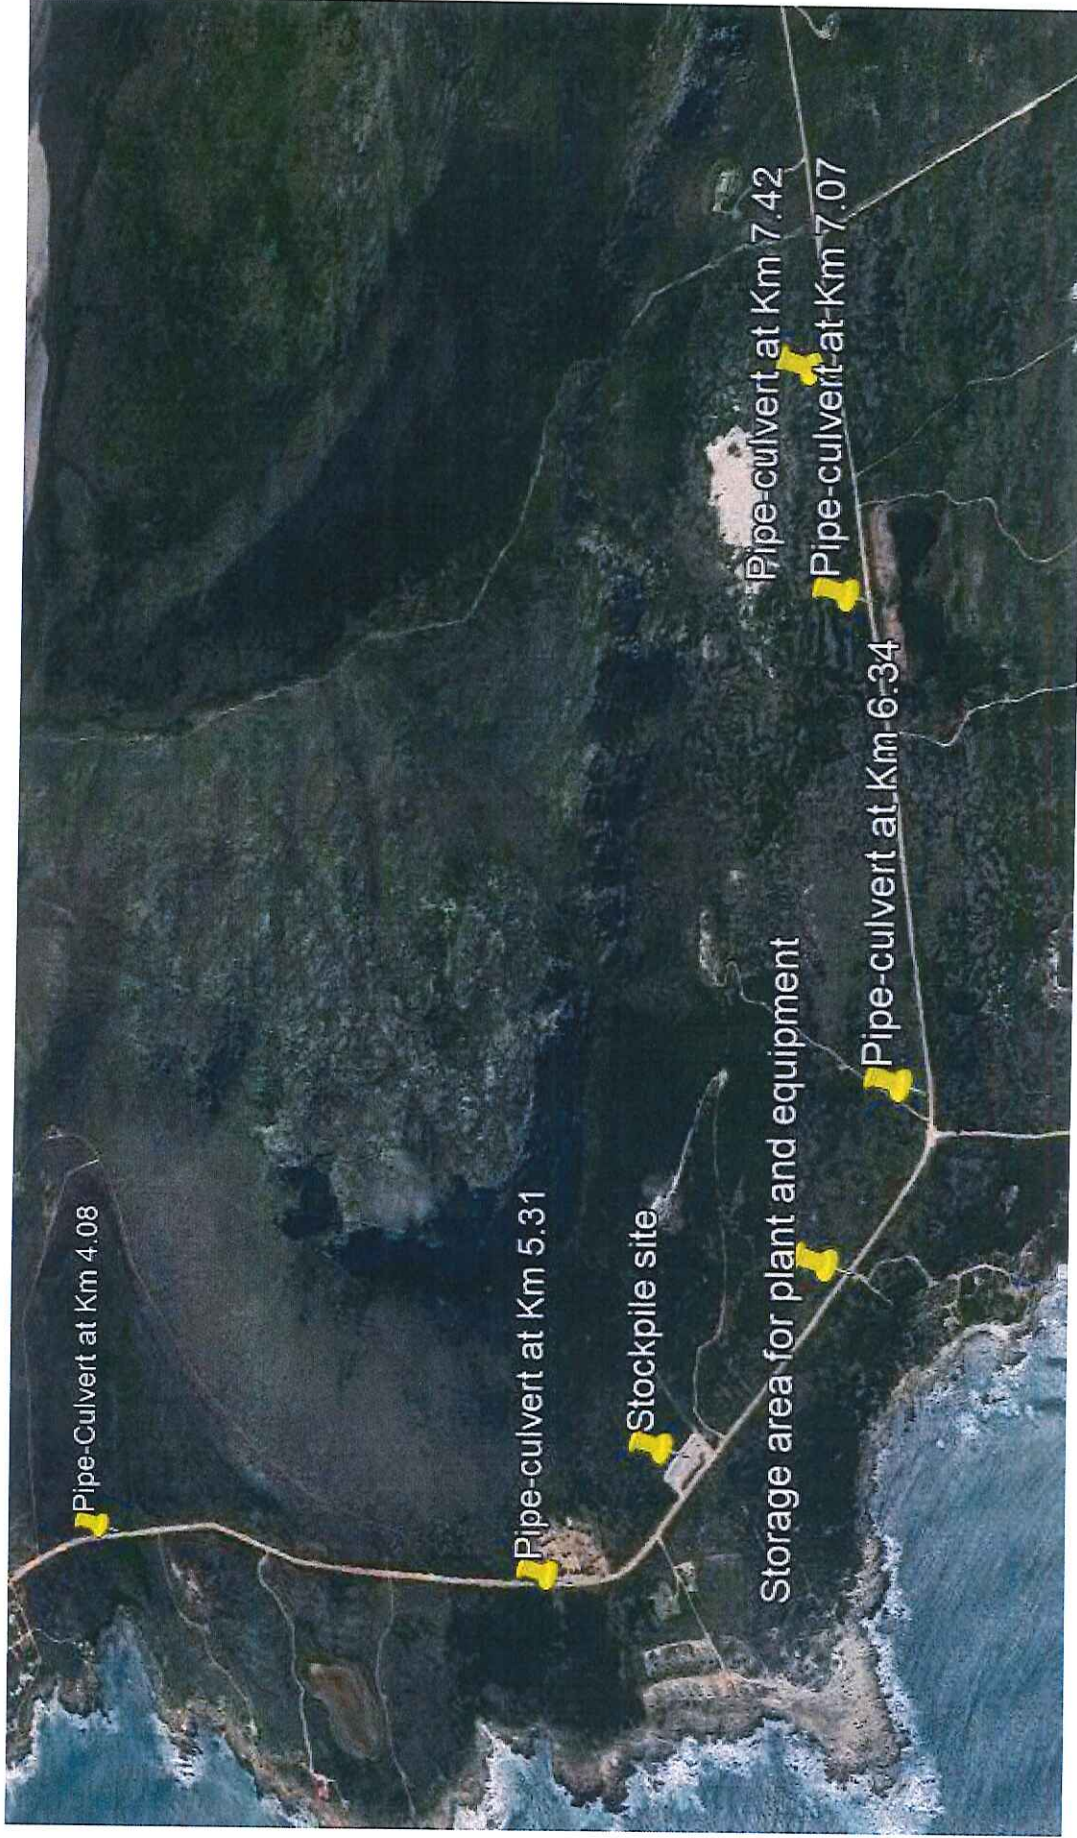 Pipe-Culvert at Km 4.08
Pipe-culvert at Km 5.31
Stockpile site
Storage area for plant and equipment
Pipe-culvert at Km 6.34
Pipe-culvert at Km 7.07
Pipe-culvert at Km 7.42